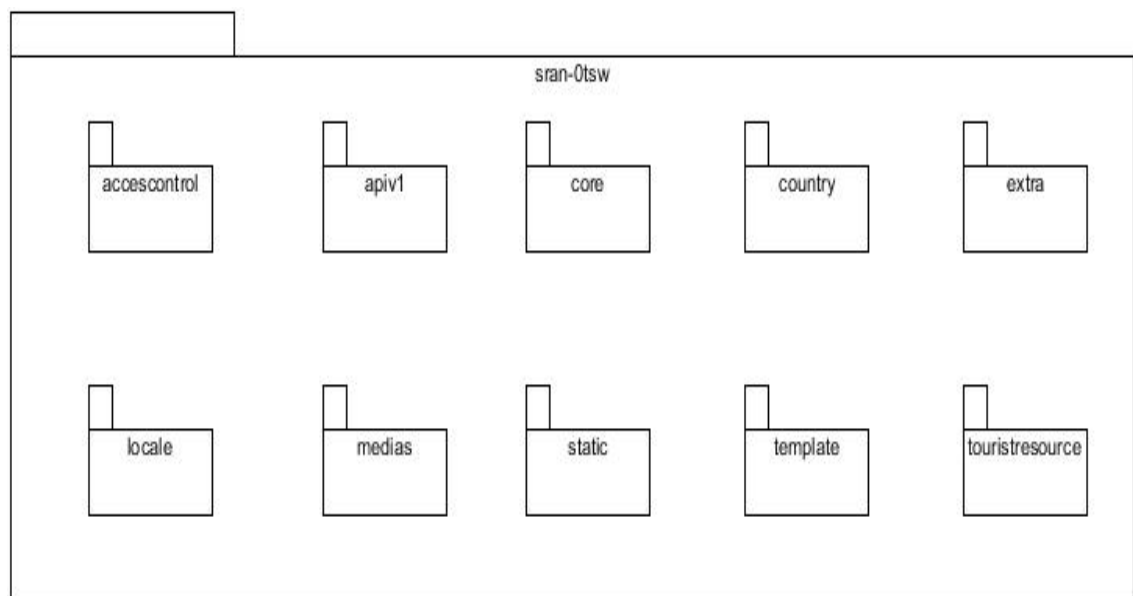 sran-0tsw
accescontrol
apiv1
core
country
extra
locale
medias
static
template
touristresource